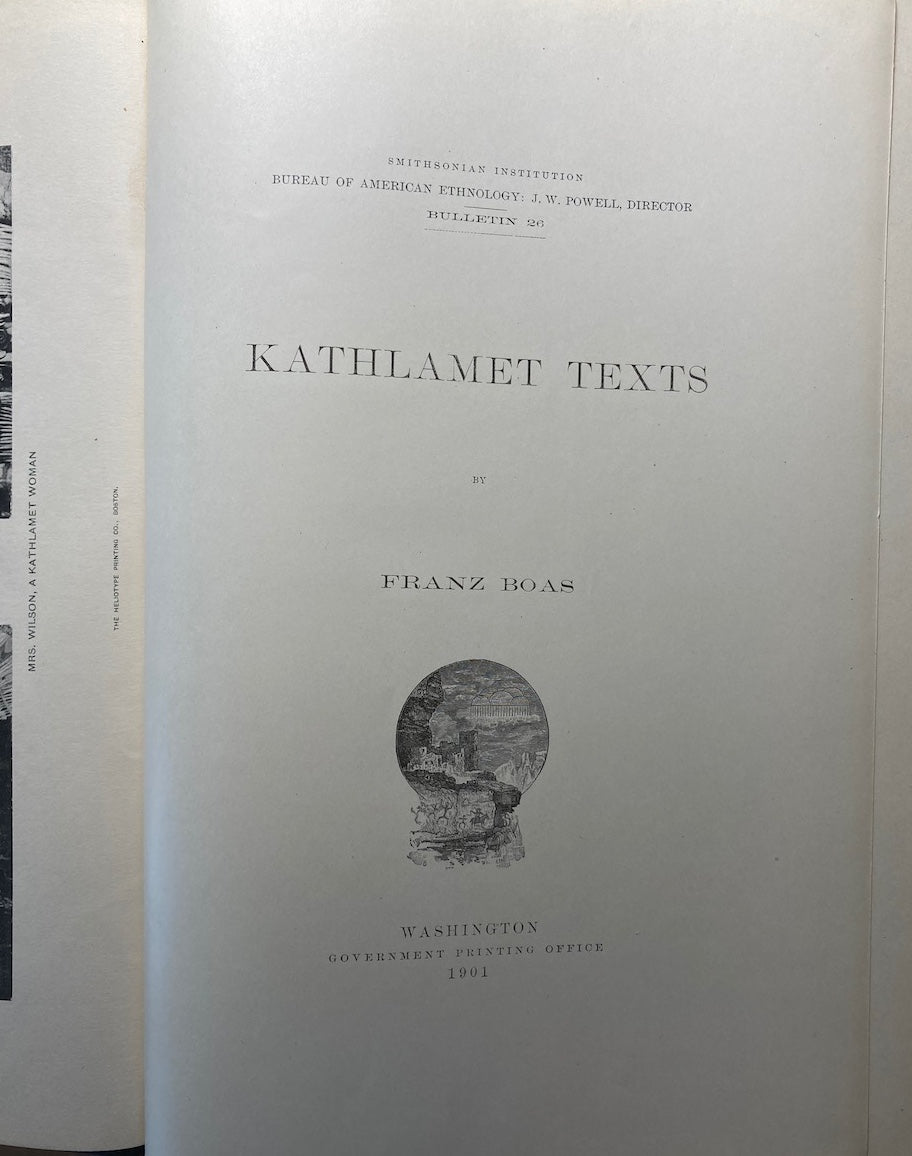 MRS. WILSON, A KATHLAMET WOMAN
THE HELIOTYPE PRINTING CO., BOSTON.
SMITHSONIAN INSTITUTION
BUREAU OF AMERICAN ETHNOLOGY: J. W. POWELL, DIRECTOR
BULLETIN 26
KATHLAMET TEXTS
BY
FRANZ BOAS
WASHINGTON
GOVERNMENT PRINTING OFFICE
1901